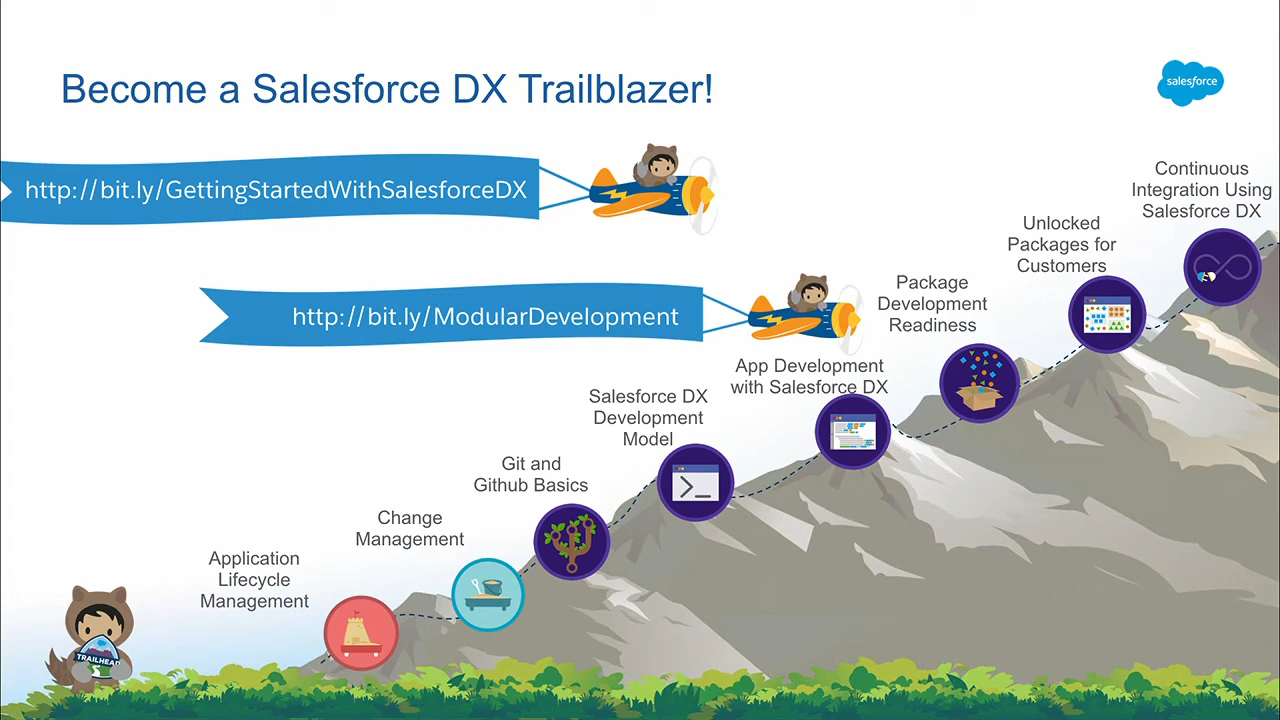 Become a Salesforce DX Trailblazer!
salesforce
http://bit.ly/GettingStartedWithSalesforceDX
http://bit.ly/ModularDevelopment
Continuous
Integration Using
Salesforce DX
Unlocked
Packages for
Customers
Package
Development
Readiness
App Development
with Salesforce DX
Salesforce DX
Development
Model
Git and
Github Basics
Change
Management
Application
Lifecycle
Management
TRAILHEAD